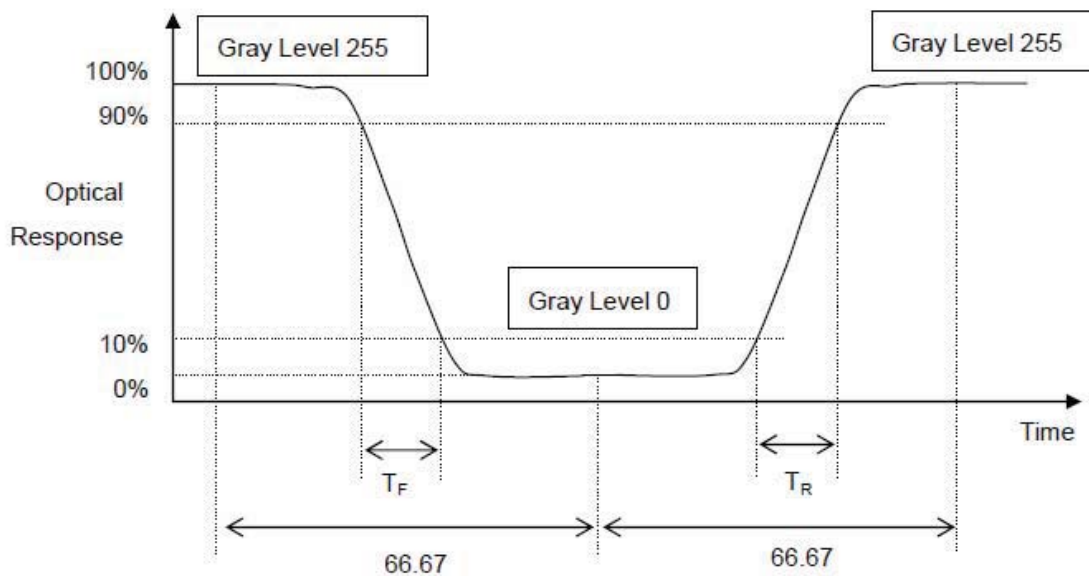 Gray Level 255
Gray Level 255
100%
90%
Optical
Response
Gray Level 0
10%
0%
Time
TF
TR
66.67
66.67